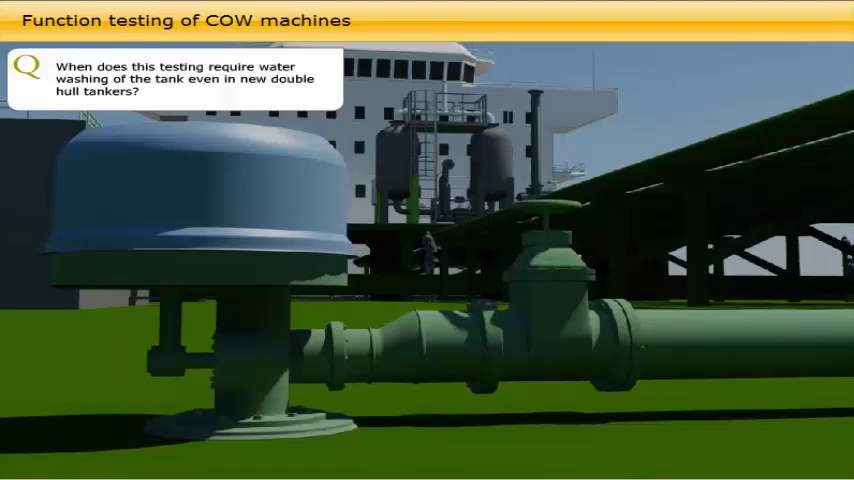 Function testing of COW machines
Q
When does this testing require water
washing of the tank even in new double
hull tankers?